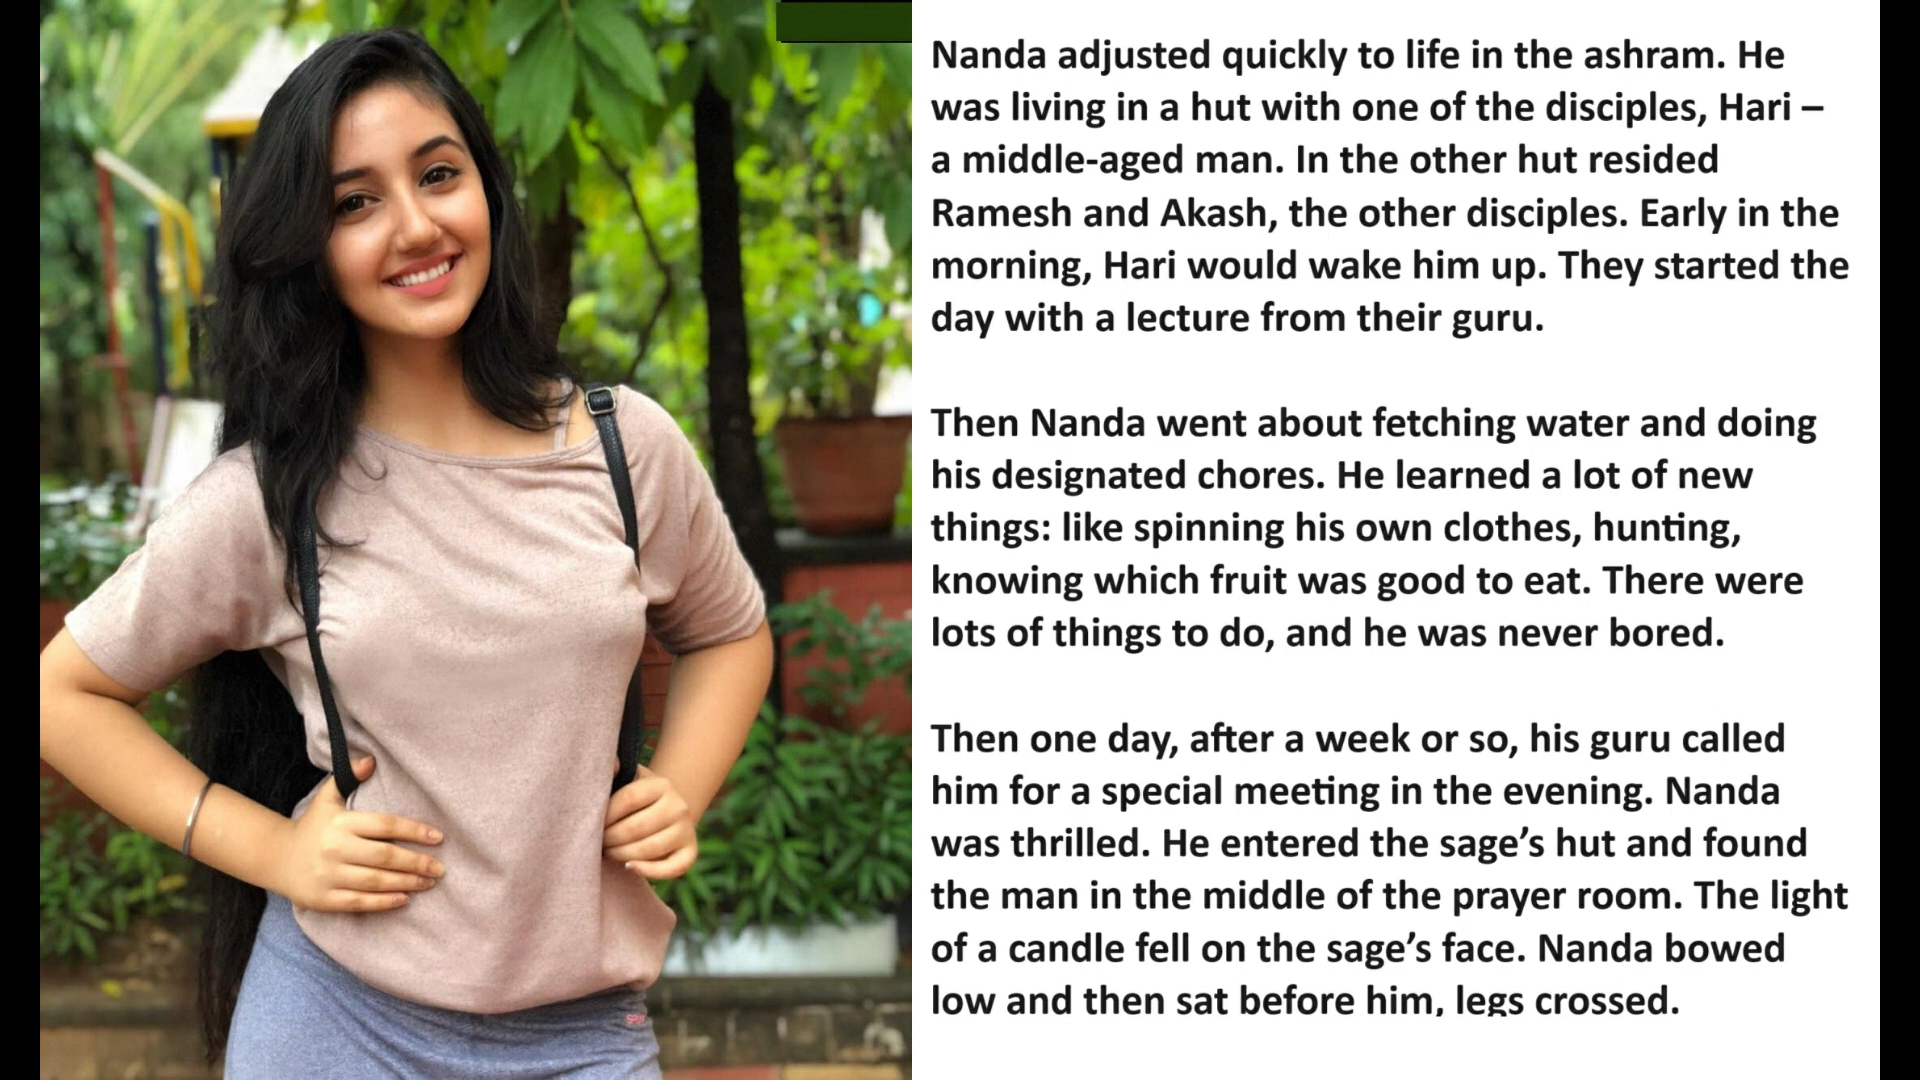 Nanda adjusted quickly to life in the ashram. He
was living in a hut with one of the disciples, Hari –
a middle-aged man. In the other hut resided
Ramesh and Akash, the other disciples. Early in the
morning, Hari would wake him up. They started the
day with a lecture from their guru.
Then Nanda went about fetching water and doing
his designated chores. He learned a lot of new
things: like spinning his own clothes, hunting,
knowing which fruit was good to eat. There were
lots of things to do, and he was never bored.
Then one day, after a week or so, his guru called
him for a special meeting in the evening. Nanda
was thrilled. He entered the sage’s hut and found
the man in the middle of the prayer room. The light
of a candle fell on the sage’s face. Nanda bowed
low and then sat before him, legs crossed.